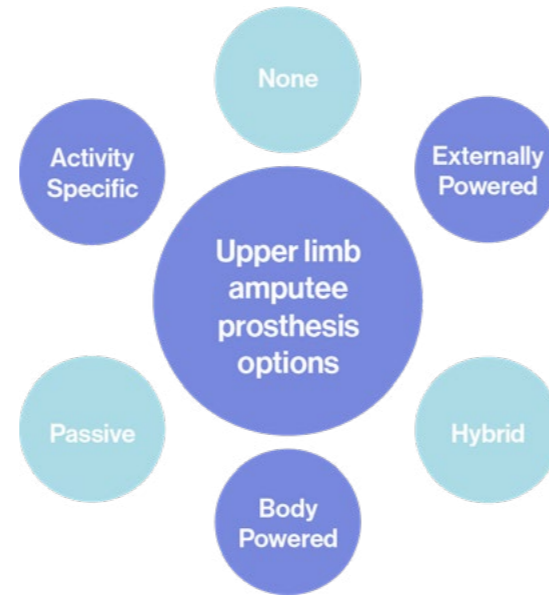 None
Activity
Specific
Externally
Powered
Upper limb
amputee
prosthesis
options
Passive
Hybrid
Body
Powered